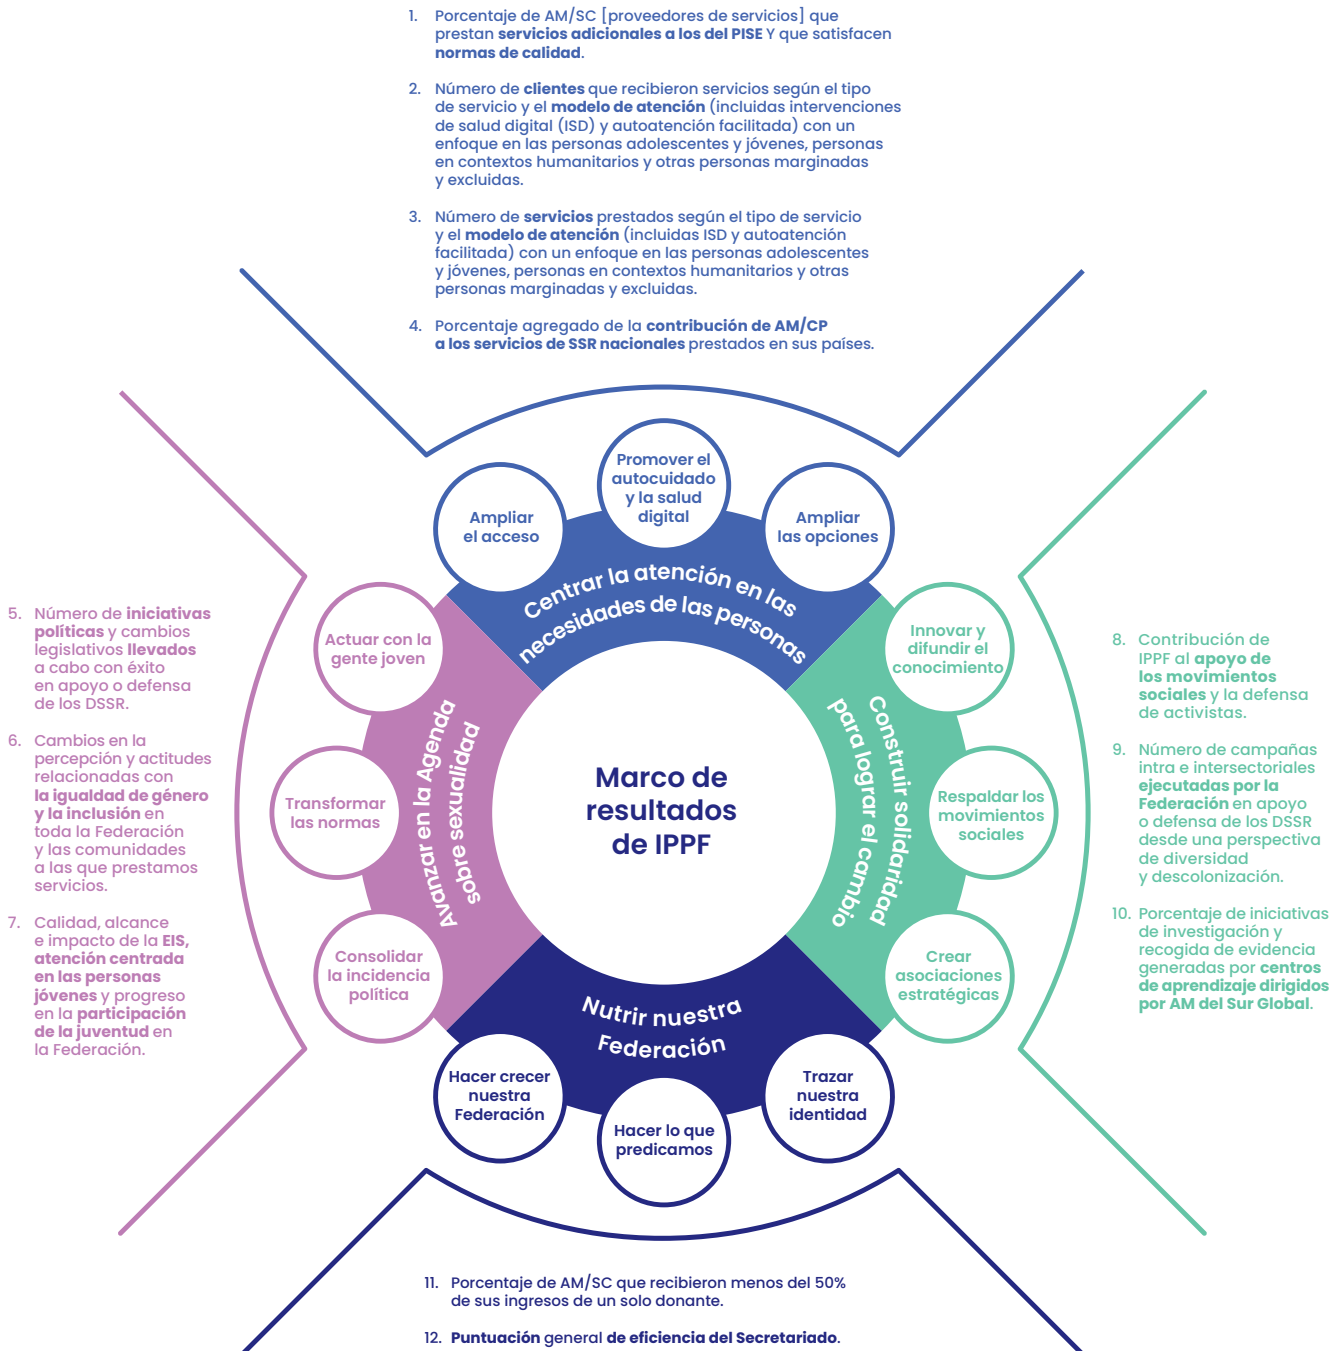 1. Porcentaje de AM/SC [proveedores de servicios] que
prestan servicios adicionales a los del PISE Y que satisfacen
normas de calidad.
2. Número de clientes que recibieron servicios según el tipo
de servicio y el modelo de atención (incluidas intervenciones
de salud digital (ISD) y autoatención facilitada) con un
enfoque en las personas adolescentes y jóvenes, personas
en contextos humanitarios y otras personas marginadas
y excluidas.
3. Número de servicios prestados según el tipo de servicio
y el modelo de atención (incluidas ISD y autoatención
facilitada) con un enfoque en las personas adolescentes
y jóvenes, personas en contextos humanitarios y otras
personas marginadas y excluidas.
4. Porcentaje agregado de la contribución de AM/CP
a los servicios de SSR nacionales prestados en sus países.
Ampliar
el acceso
Promover el
autocuidado
y la salud
digital
Ampliar
las opciones
Centrar la atención en las
necesidades de las personas
5. Número de iniciativas
políticas y cambios
legislativos llevados
a cabo con éxito
en apoyo o defensa
de los DSSR.
6. Cambios en la
percepción y actitudes
relacionadas con
la igualdad de género
y la inclusión en
toda la Federación
y las comunidades
a las que prestamos
servicios.
7. Calidad, alcance
e impacto de la EIS,
atención centrada
en las personas
jóvenes y progreso
en la participación
de la juventud en
la Federación.
Actuar con la
gente joven
Transformar
las normas
Consolidar
la incidencia
política
Avanzar en la Agenda
sobre sexualidad
Marco de
resultados
de IPPF
Construir solidaridad
para lograr el cambio
Innovar y
difundir el
conocimiento
Respaldar los
movimientos
sociales
Crear
asociaciones
estratégicas
8. Contribución de
IPPF al apoyo de
los movimientos
sociales y la defensa
de activistas.
9. Número de campañas
intra e intersectoriales
ejecutadas por la
Federación en apoyo
o defensa de los DSSR
desde una perspectiva
de diversidad
y descolonización.
10. Porcentaje de iniciativas
de investigación y
recogida de evidencia
generadas por centros
de aprendizaje dirigidos
por AM del Sur Global.
Nutrir nuestra
Federación
Hacer crecer
nuestra
Federación
Hacer lo que
predicamos
Trazar
nuestra
identidad
11. Porcentaje de AM/SC que recibieron menos del 50%
de sus ingresos de un solo donante.
12. Puntuación general de eficiencia del Secretariado.